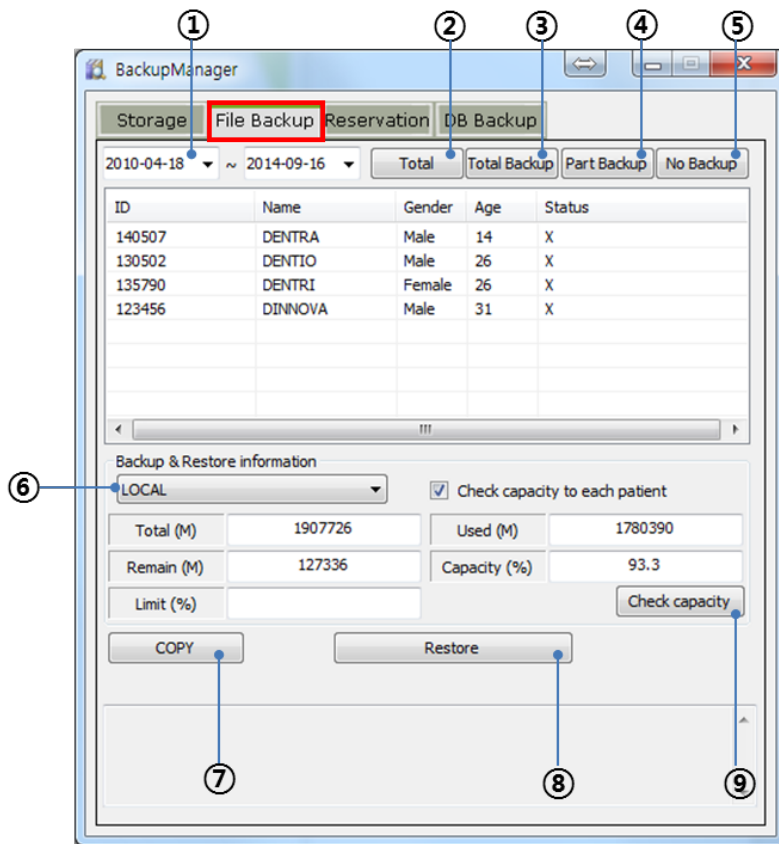 ① ② ③ ④ ⑤
BackupManager
Storage File Backup Reservation DB Backup
2010-04-18 ~ 2014-09-16 Total Total Backup Part Backup No Backup
ID Name Gender Age Status
140507 DENTRA Male 14 X
130502 DENTIO Male 26 X
135790 DENTRI Female 26 X
123456 DINNOVA Male 31 X
Backup & Restore information
⑥ LOCAL Check capacity to each patient
Total (M) 1907726 Used (M) 1780390
Remain (M) 127336 Capacity (%) 93.3
Limit (%) Check capacity
COPY Restore
⑦ ⑧ ⑨